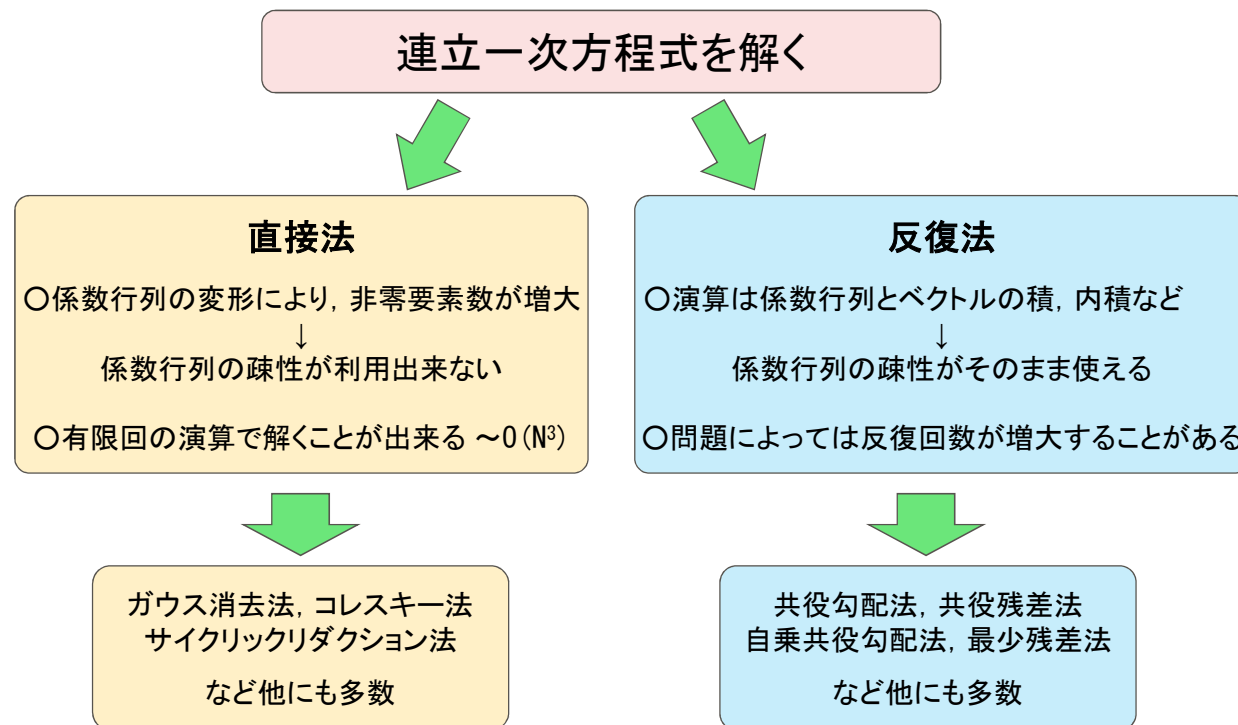 連立一次方程式を解く
直接法
○係数行列の変形により, 非零要素数が増大
↓
係数行列の疎性が利用出来ない
○有限回の演算で解くことが出来る ～O(N³)
ガウス消去法, コレスキー法
サイクリックリダクション法
など他にも多数
反復法
○演算は係数行列とベクトルの積, 内積など
↓
係数行列の疎性がそのまま使える
○問題によっては反復回数が増大することがある
共役勾配法, 共役残差法
自乗共役勾配法, 最少残差法
など他にも多数